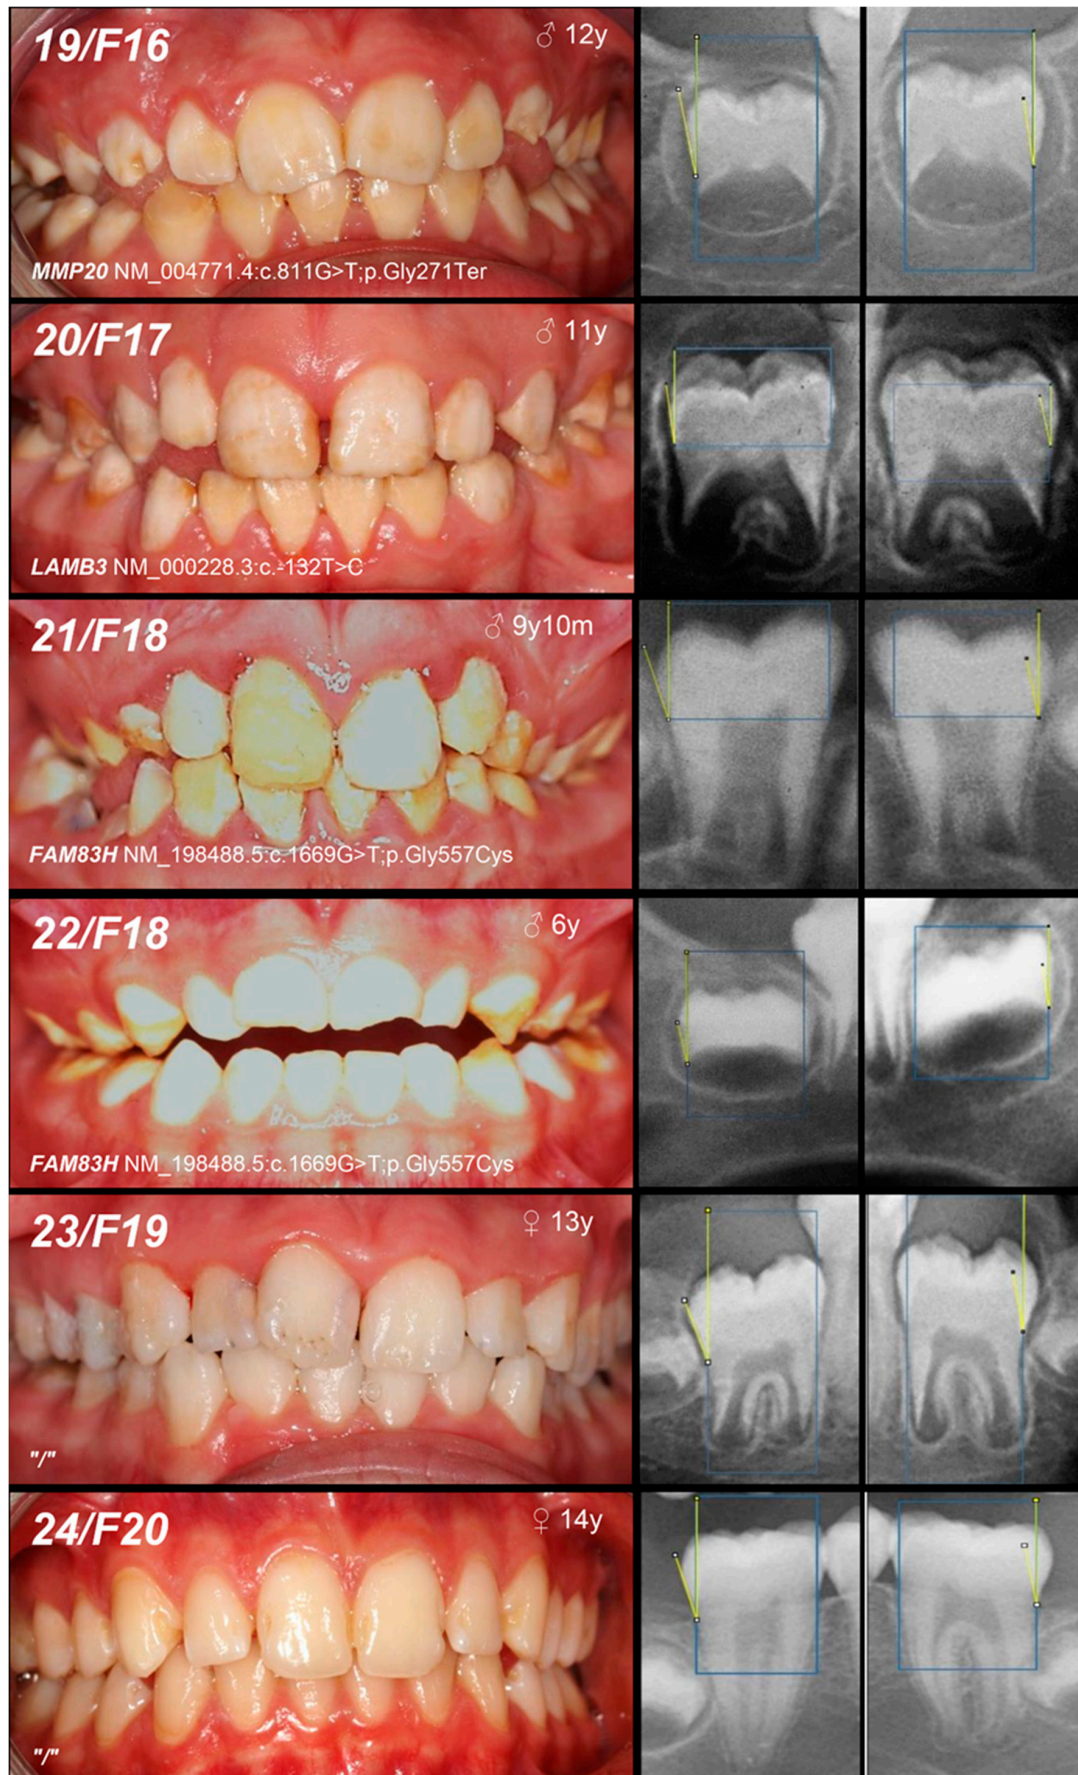 19/F16
♂ 12y
MMP20 NM_004771.4:c.811G>T;p.Gly271Ter
20/F17
♂ 11y
LAMB3 NM_000228.3:c.-132T>C
21/F18
♂ 9y10m
FAM83H NM_198488.5:c.1669G>T;p.Gly557Cys
22/F18
♂ 6y
FAM83H NM_198488.5:c.1669G>T;p.Gly557Cys
23/F19
♀ 13y
"/"
24/F20
♀ 14y
"/"